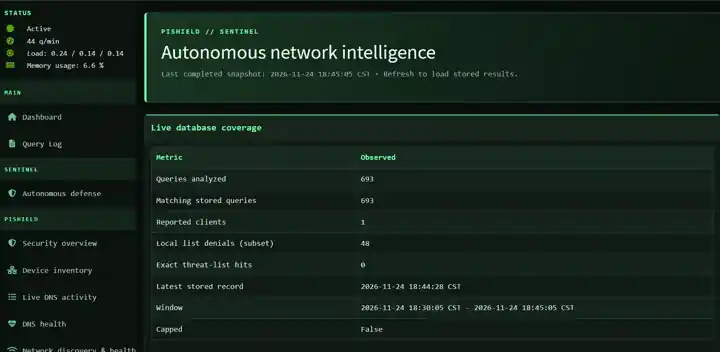 STATUS
Active
44 q/min
Load: 0.24 / 0.14 / 0.14
Memory usage: 6.6 %
MAIN
Dashboard
Query Log
SENTINEL
Autonomous defense
PISHIELD
Security overview
Device inventory
Live DNS activity
DNS health
Network discovery & health
PISHIELD // SENTINEL
Autonomous network intelligence
Last completed snapshot: 2026-11-24 18:45:05 CST • Refresh to load stored results.
Live database coverage
Metric Observed
Queries analyzed 693
Matching stored queries 693
Reported clients 1
Local list denials (subset) 48
Exact threat-list hits 0
Latest stored record 2026-11-24 18:44:28 CST
Window 2026-11-24 18:30:05 CST - 2026-11-24 18:45:05 CST
Capped False